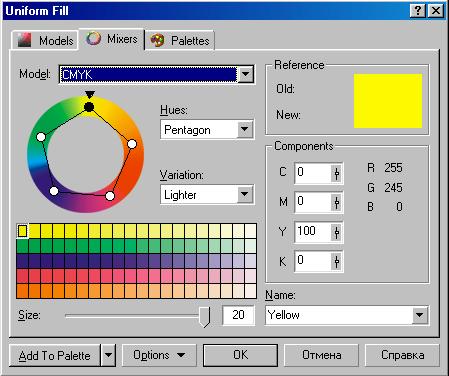 Uniform Fill
Models Mixers Palettes
Model: CMYK
Hues:
Pentagon
Variation:
Lighter
Size: 20
Reference
Old:
New:
Components
C 0 R 255
M 0 G 245
Y 100 B 0
K 0
Name:
Yellow
Add To Palette Options OK Отмена Справка